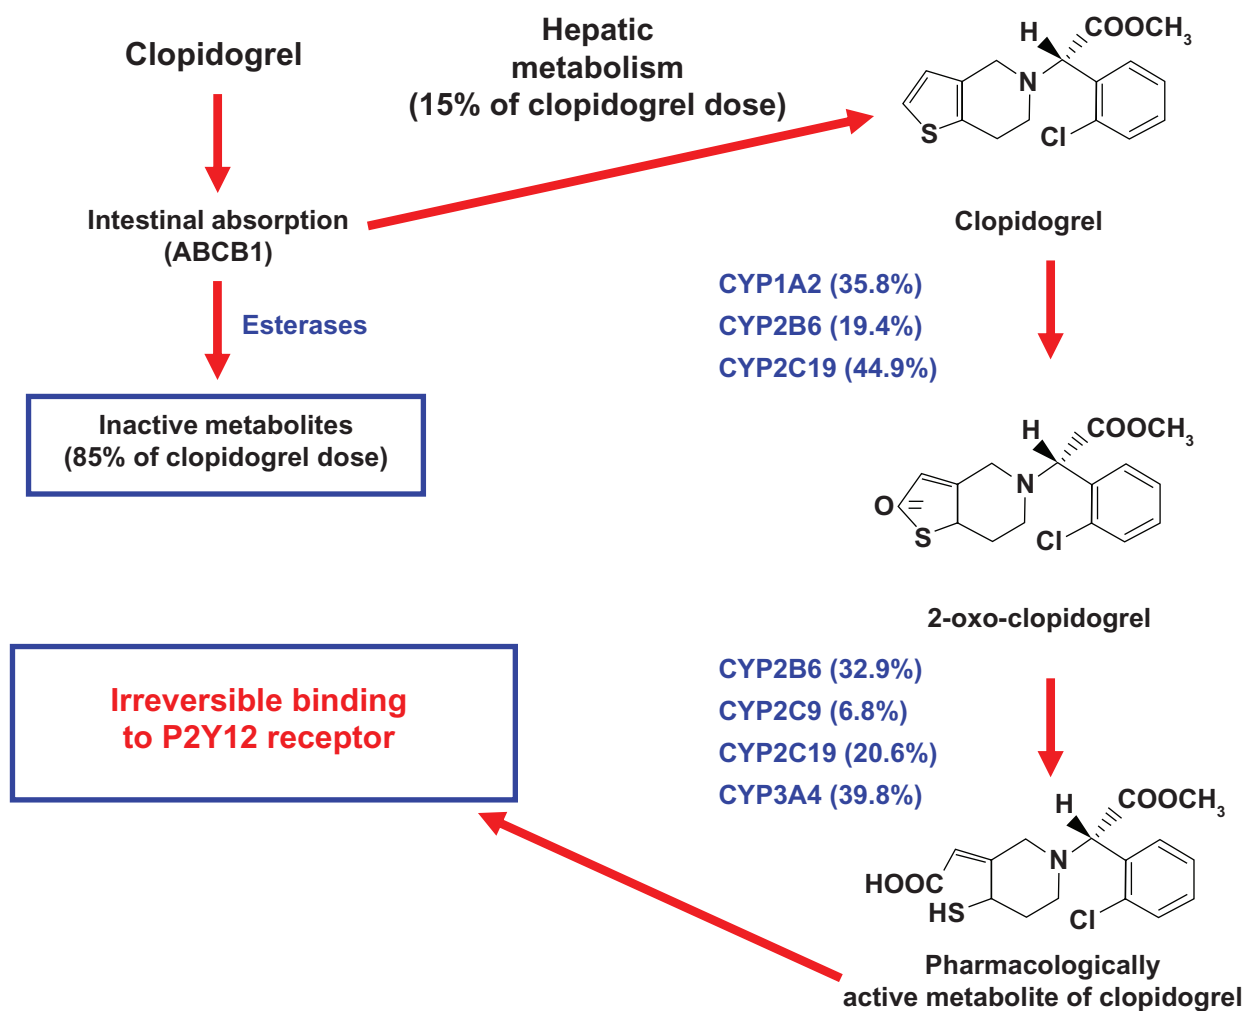 Clopidogrel
Hepatic
metabolism
(15% of clopidogrel dose)
Intestinal absorption
(ABCB1)
Esterases
Inactive metabolites
(85% of clopidogrel dose)
H
COOCH3
N
S
Cl
Clopidogrel
CYP1A2 (35.8%)
CYP2B6 (19.4%)
CYP2C19 (44.9%)
H
COOCH3
N
O
S
Cl
2-oxo-clopidogrel
CYP2B6 (32.9%)
CYP2C9 (6.8%)
CYP2C19 (20.6%)
CYP3A4 (39.8%)
H
COOCH3
N
HOOC
HS
Cl
Pharmacologically
active metabolite of clopidogrel
Irreversible binding
to P2Y12 receptor